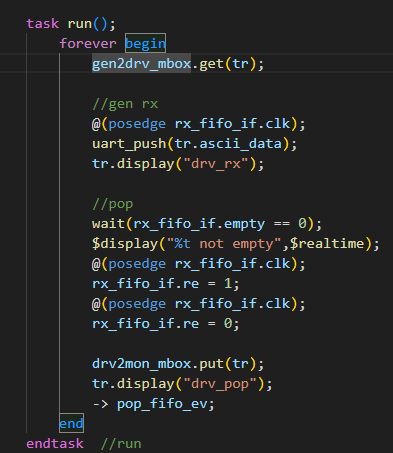 task run();
    forever begin
        gen2drv_mbox.get(tr);

        //gen rx
        @(posedge rx_fifo_if.clk);
        uart_push(tr.ascii_data);
        tr.display("drv_rx");

        //pop
        wait(rx_fifo_if.empty == 0);
        $display("%t not empty",$realtime);
        @(posedge rx_fifo_if.clk);
        rx_fifo_if.re = 1;
        @(posedge rx_fifo_if.clk);
        rx_fifo_if.re = 0;

        drv2mon_mbox.put(tr);
        tr.display("drv_pop");
        -> pop_fifo_ev;
    end
endtask  //run